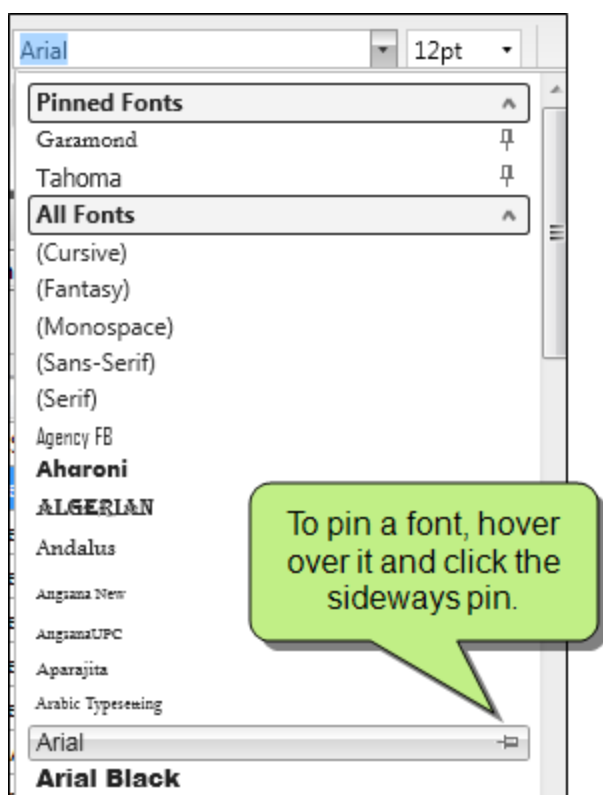 Arial 12pt
Pinned Fonts
Garamond
Tahoma
All Fonts
(Cursive)
(Fantasy)
(Monospace)
(Sans-Serif)
(Serif)
Agency FB
Aharoni
ALGERIAN
Andalus
Angsana New
AngsanaUPC
Aparajita
Arabic Typesetting
Arial
Arial Black
To pin a font, hover
over it and click the
sideways pin.